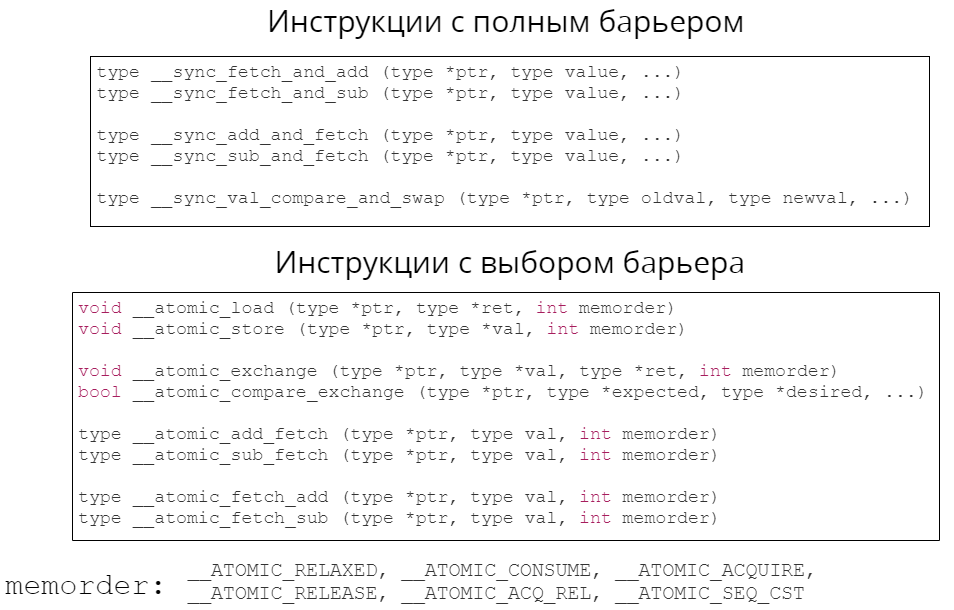 Инструкции с полным барьером
type __sync_fetch_and_add (type *ptr, type value, ...)
type __sync_fetch_and_sub (type *ptr, type value, ...)
type __sync_add_and_fetch (type *ptr, type value, ...)
type __sync_sub_and_fetch (type *ptr, type value, ...)
type __sync_val_compare_and_swap (type *ptr, type oldval, type newval, ...)
Инструкции с выбором барьера
void __atomic_load (type *ptr, type *ret, int memorder)
void __atomic_store (type *ptr, type *val, int memorder)
void __atomic_exchange (type *ptr, type *val, type *ret, int memorder)
bool __atomic_compare_exchange (type *ptr, type *expected, type *desired, ...)
type __atomic_add_fetch (type *ptr, type val, int memorder)
type __atomic_sub_fetch (type *ptr, type val, int memorder)
type __atomic_fetch_add (type *ptr, type val, int memorder)
type __atomic_fetch_sub (type *ptr, type val, int memorder)
memorder: __ATOMIC_RELAXED, __ATOMIC_CONSUME, __ATOMIC_ACQUIRE,
__ATOMIC_RELEASE, __ATOMIC_ACQ_REL, __ATOMIC_SEQ_CST